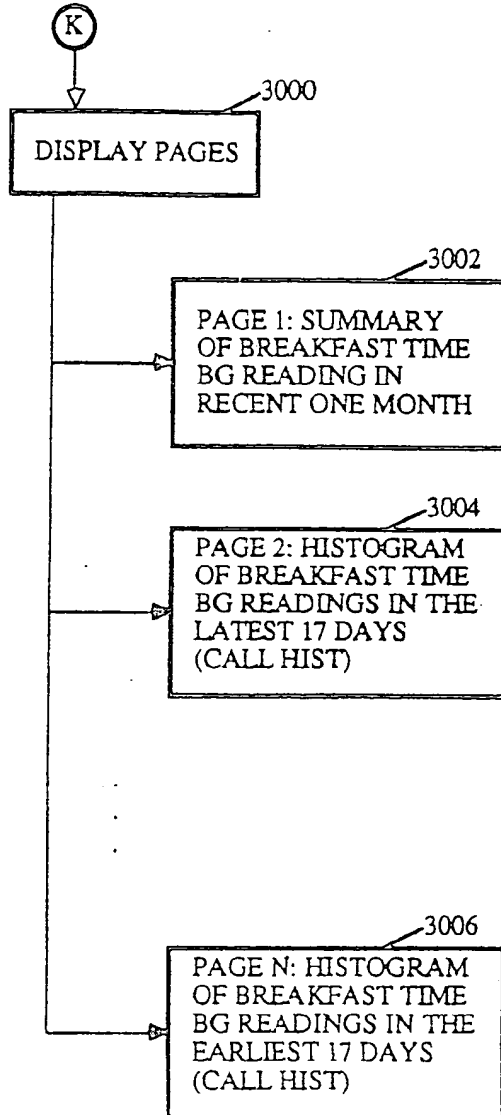 K
3000
DISPLAY PAGES
3002
PAGE 1: SUMMARY
OF BREAKFAST TIME
BG READING IN
RECENT ONE MONTH
3004
PAGE 2: HISTOGRAM
OF BREAKFAST TIME
BG READINGS IN THE
LATEST 17 DAYS
(CALL HIST)
3006
PAGE N: HISTOGRAM
OF BREAKFAST TIME
BG READINGS IN THE
EARLIEST 17 DAYS
(CALL HIST)